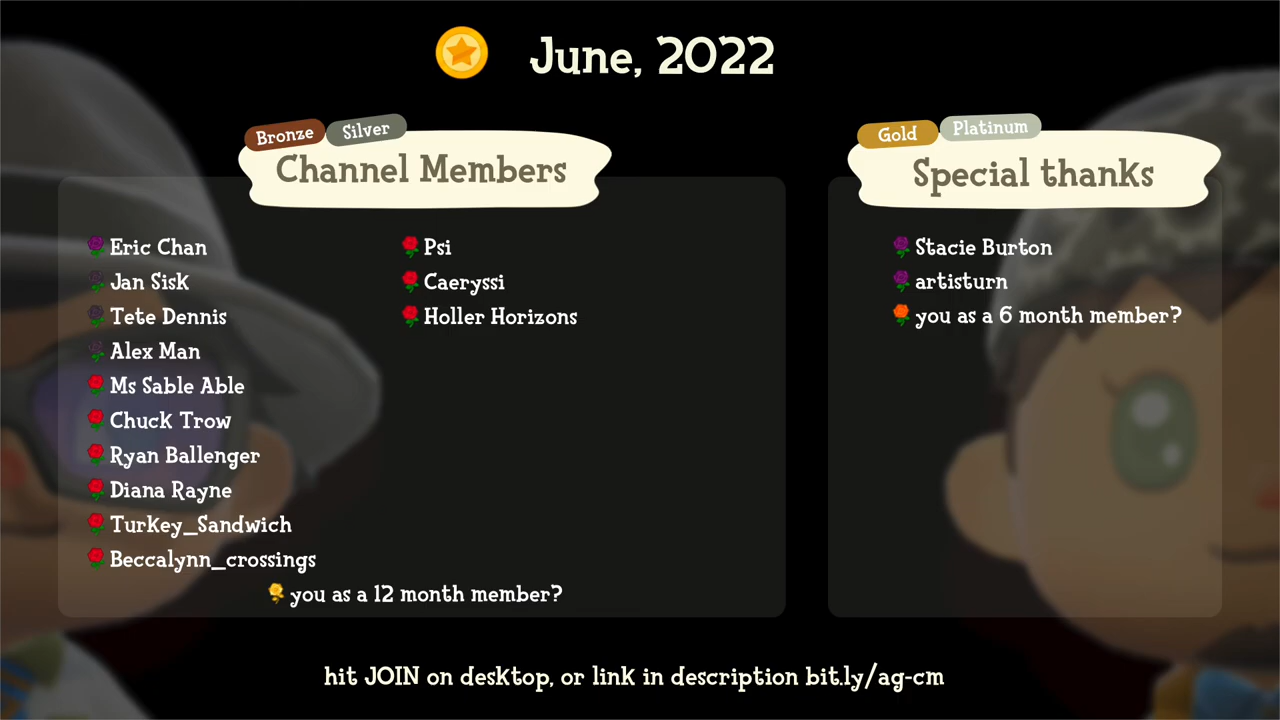 June, 2022
Bronze Silver
Channel Members
Eric Chan
Jan Sisk
Tete Dennis
Alex Man
Ms Sable Able
Chuck Trow
Ryan Ballenger
Diana Rayne
Turkey_Sandwich
Beccalynn_crossings
Psi
Caeryssi
Holler Horizons
you as a 12 month member?
Gold Platinum
Special thanks
Stacie Burton
artisturn
you as a 6 month member?
hit JOIN on desktop, or link in description bit.ly/ag-cm